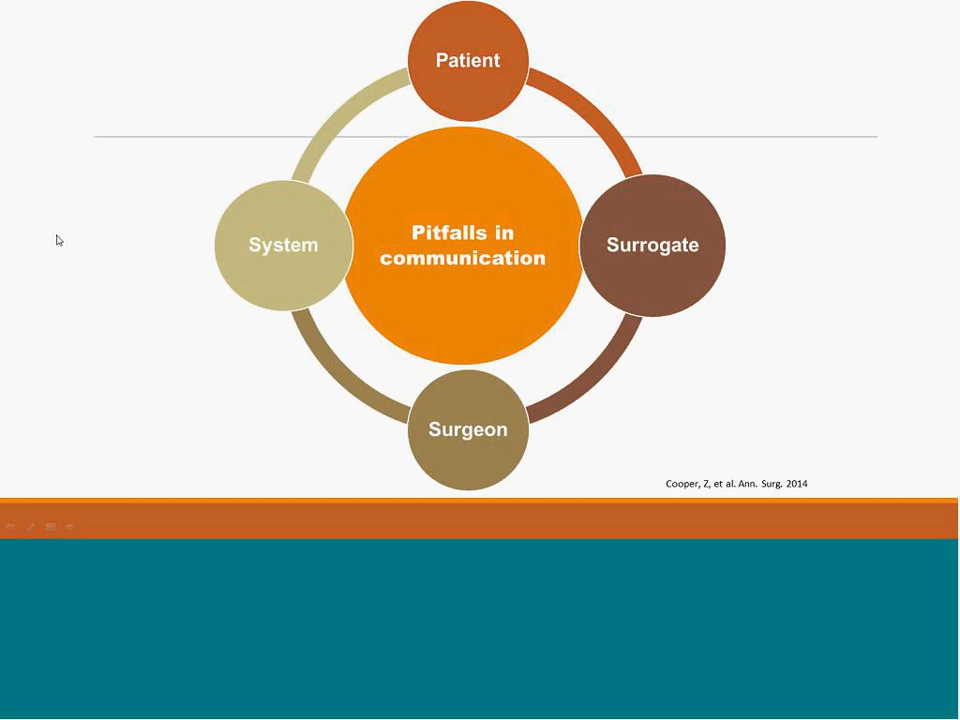 Patient
System
Pitfalls in
communication
Surrogate
Surgeon
Cooper, Z, et al. Ann. Surg. 2014